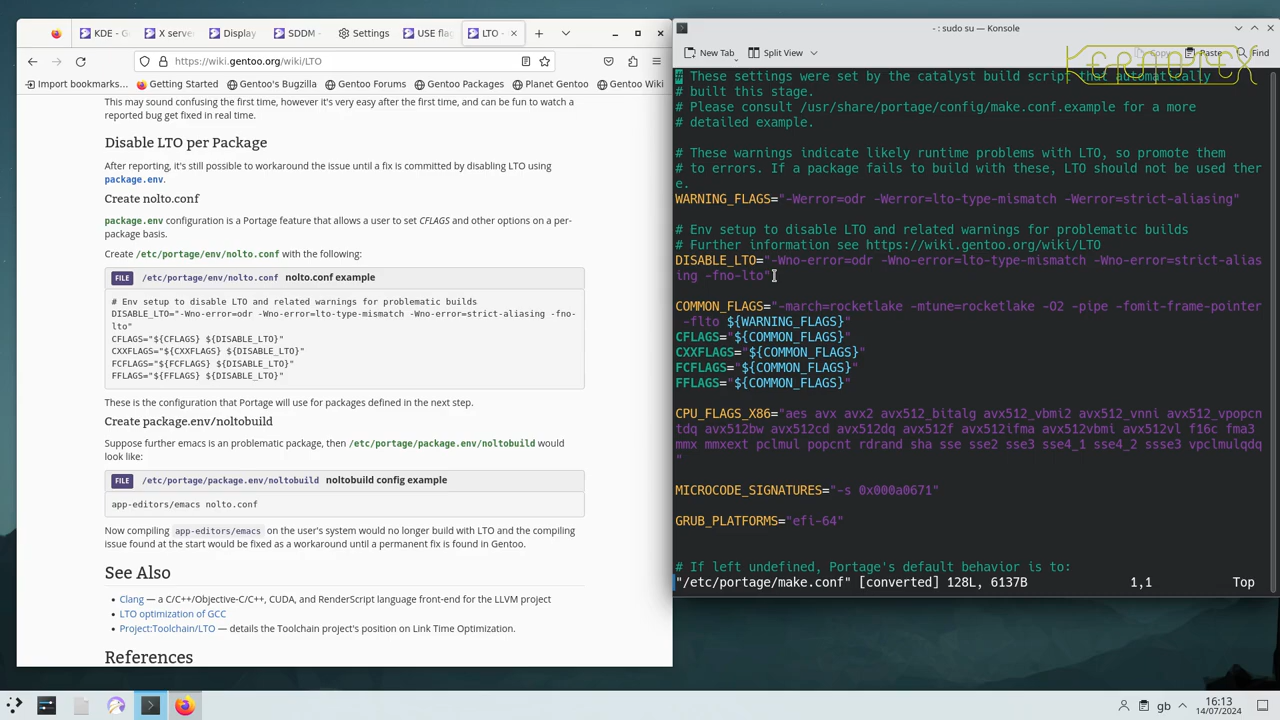 KDE - G
X server
Display
SDDM -
Settings
USE flag
LTO -
https://wiki.gentoo.org/wiki/LTO
Import bookmarks...
Getting Started
Gentoo's Bugzilla
Gentoo Forums
Gentoo Packages
Planet Gentoo
Gentoo Wiki
This may sound confusing the first time, however it's very easy after the first time, and can be fun to watch a
reported bug get fixed in real time.
Disable LTO per Package
After reporting, it's still possible to workaround the issue until a fix is committed by disabling LTO using
package.env.
Create nolto.conf
package.env configuration is a Portage feature that allows a user to set CFLAGS and other options on a per-
package basis.
Create /etc/portage/env/nolto.conf with the following:
FILE /etc/portage/env/nolto.conf nolto.conf example
# Env setup to disable LTO and related warnings for problematic builds
DISABLE_LTO="-Wno-error=odr -Wno-error=lto-type-mismatch -Wno-error=strict-aliasing -fno-
lto"
CFLAGS="${CFLAGS} ${DISABLE_LTO}"
CXXFLAGS="${CXXFLAGS} ${DISABLE_LTO}"
FCFLAGS="${FCFLAGS} ${DISABLE_LTO}"
FFLAGS="${FFLAGS} ${DISABLE_LTO}"
These is the configuration that Portage will use for packages defined in the next step.
Create package.env/noltobuild
Suppose further emacs is an problematic package, then /etc/portage/package.env/noltobuild would
look like:
FILE /etc/portage/package.env/noltobuild noltobuild config example
app-editors/emacs nolto.conf
Now compiling app-editors/emacs on the user's system would no longer build with LTO and the compiling
issue found at the start would be fixed as a workaround until a permanent fix is found in Gentoo.
See Also
• Clang — a C/C++/Objective-C/C++, CUDA, and RenderScript language front-end for the LLVM project
• LTO optimization of GCC
• Project:Toolchain/LTO — details the Toolchain project's position on Link Time Optimization.
References
- : sudo su — Konsole
New Tab
Split View
Copy
Paste
Find
KERAPLEX
# These settings were set by the catalyst build script that automatically
# built this stage.
# Please consult /usr/share/portage/config/make.conf.example for a more
# detailed example.
# These warnings indicate likely runtime problems with LTO, so promote them
# to errors. If a package fails to build with these, LTO should not be used ther
e.
WARNING_FLAGS="-Werror=odr -Werror=lto-type-mismatch -Werror=strict-aliasing"
# Env setup to disable LTO and related warnings for problematic builds
# Further information see https://wiki.gentoo.org/wiki/LTO
DISABLE_LTO="-Wno-error=odr -Wno-error=lto-type-mismatch -Wno-error=strict-alias
ing -fno-lto"
COMMON_FLAGS="-march=rocketlake -mtune=rocketlake -O2 -pipe -fomit-frame-pointer
-flto ${WARNING_FLAGS}"
CFLAGS="${COMMON_FLAGS}"
CXXFLAGS="${COMMON_FLAGS}"
FCFLAGS="${COMMON_FLAGS}"
FFLAGS="${COMMON_FLAGS}"
CPU_FLAGS_X86="aes avx avx2 avx512_bitalg avx512_vbmi2 avx512_vnni avx512_vpopcn
tdq avx512bw avx512cd avx512dq avx512f avx512ifma avx512vbmi avx512vl f16c fma3
mmx mmxext pclmul popcnt rdrand sha sse sse2 sse3 sse4_1 sse4_2 ssse3 vpclmulqdq
"
MICROCODE_SIGNATURES="-s 0x000a0671"
GRUB_PLATFORMS="efi-64"
# If left undefined, Portage's default behavior is to:
"/etc/portage/make.conf" [converted] 128L, 6137B 1,1 Top
gb
16:13
14/07/2024